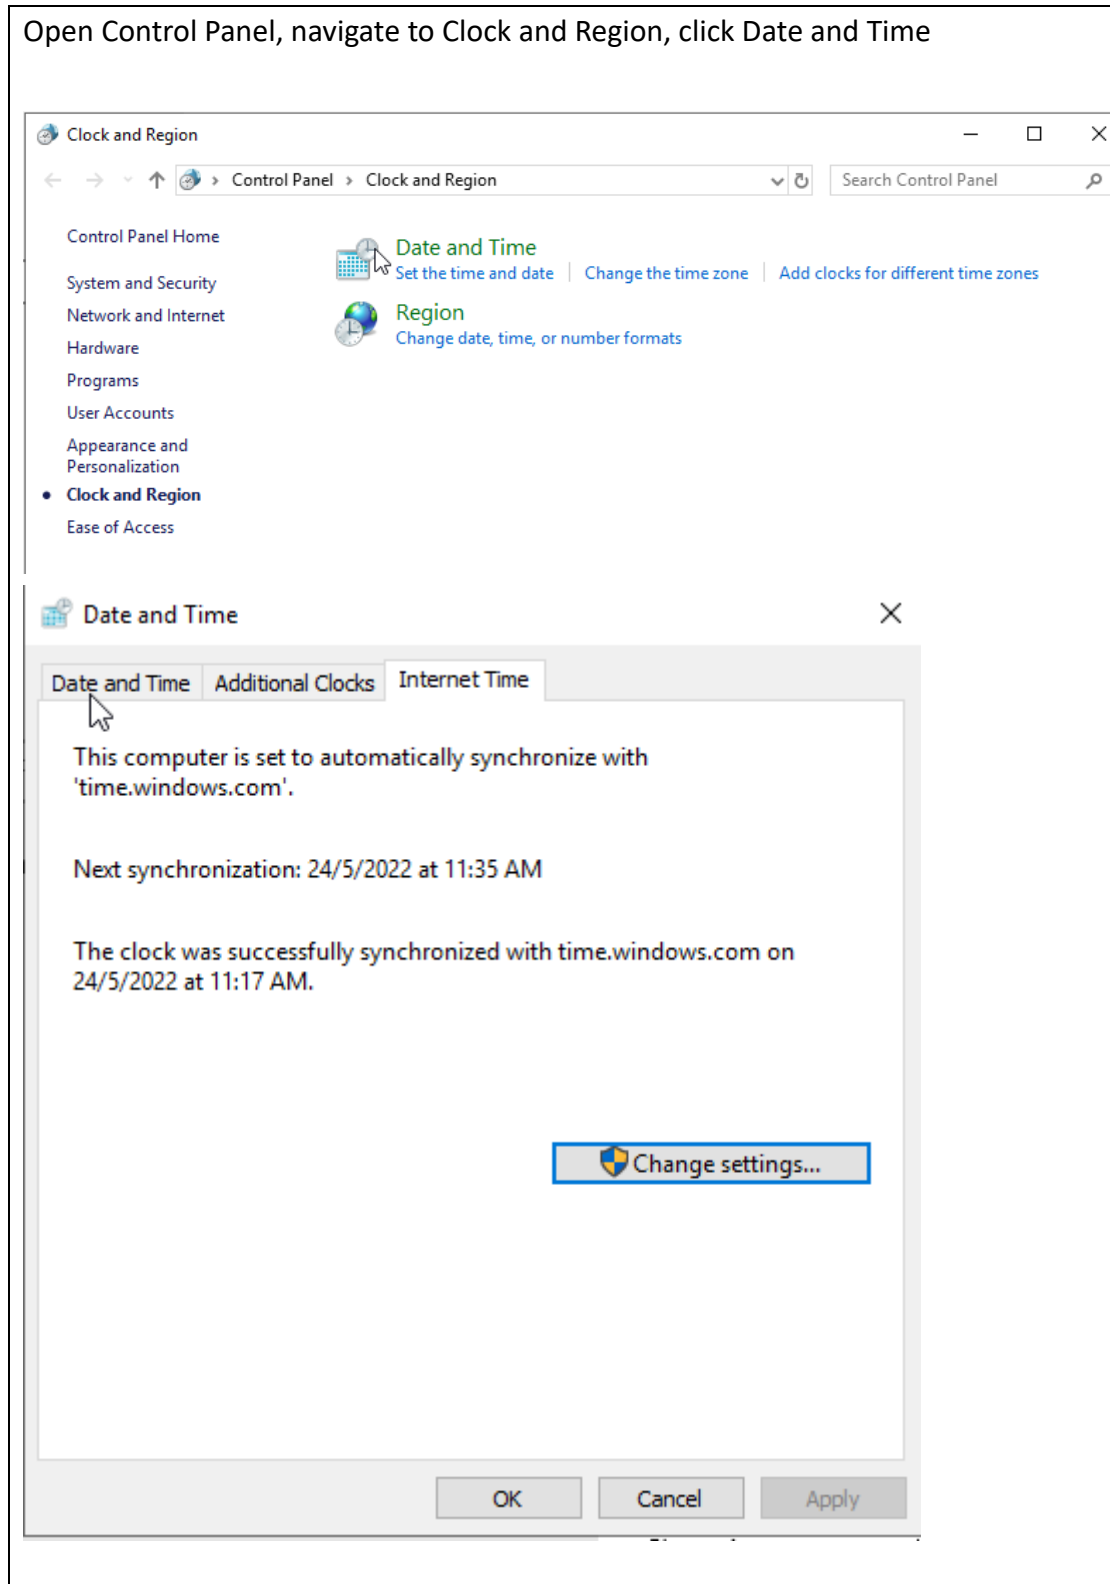 Open Control Panel, navigate to Clock and Region, click Date and Time
Clock and Region
Control Panel > Clock and Region
Search Control Panel
Control Panel Home
System and Security
Network and Internet
Hardware
Programs
User Accounts
Appearance and
Personalization
Clock and Region
Ease of Access
Date and Time
Set the time and date | Change the time zone | Add clocks for different time zones
Region
Change date, time, or number formats
Date and Time
Date and Time Additional Clocks Internet Time
This computer is set to automatically synchronize with
'time.windows.com'.
Next synchronization: 24/5/2022 at 11:35 AM
The clock was successfully synchronized with time.windows.com on
24/5/2022 at 11:17 AM.
Change settings...
OK Cancel Apply